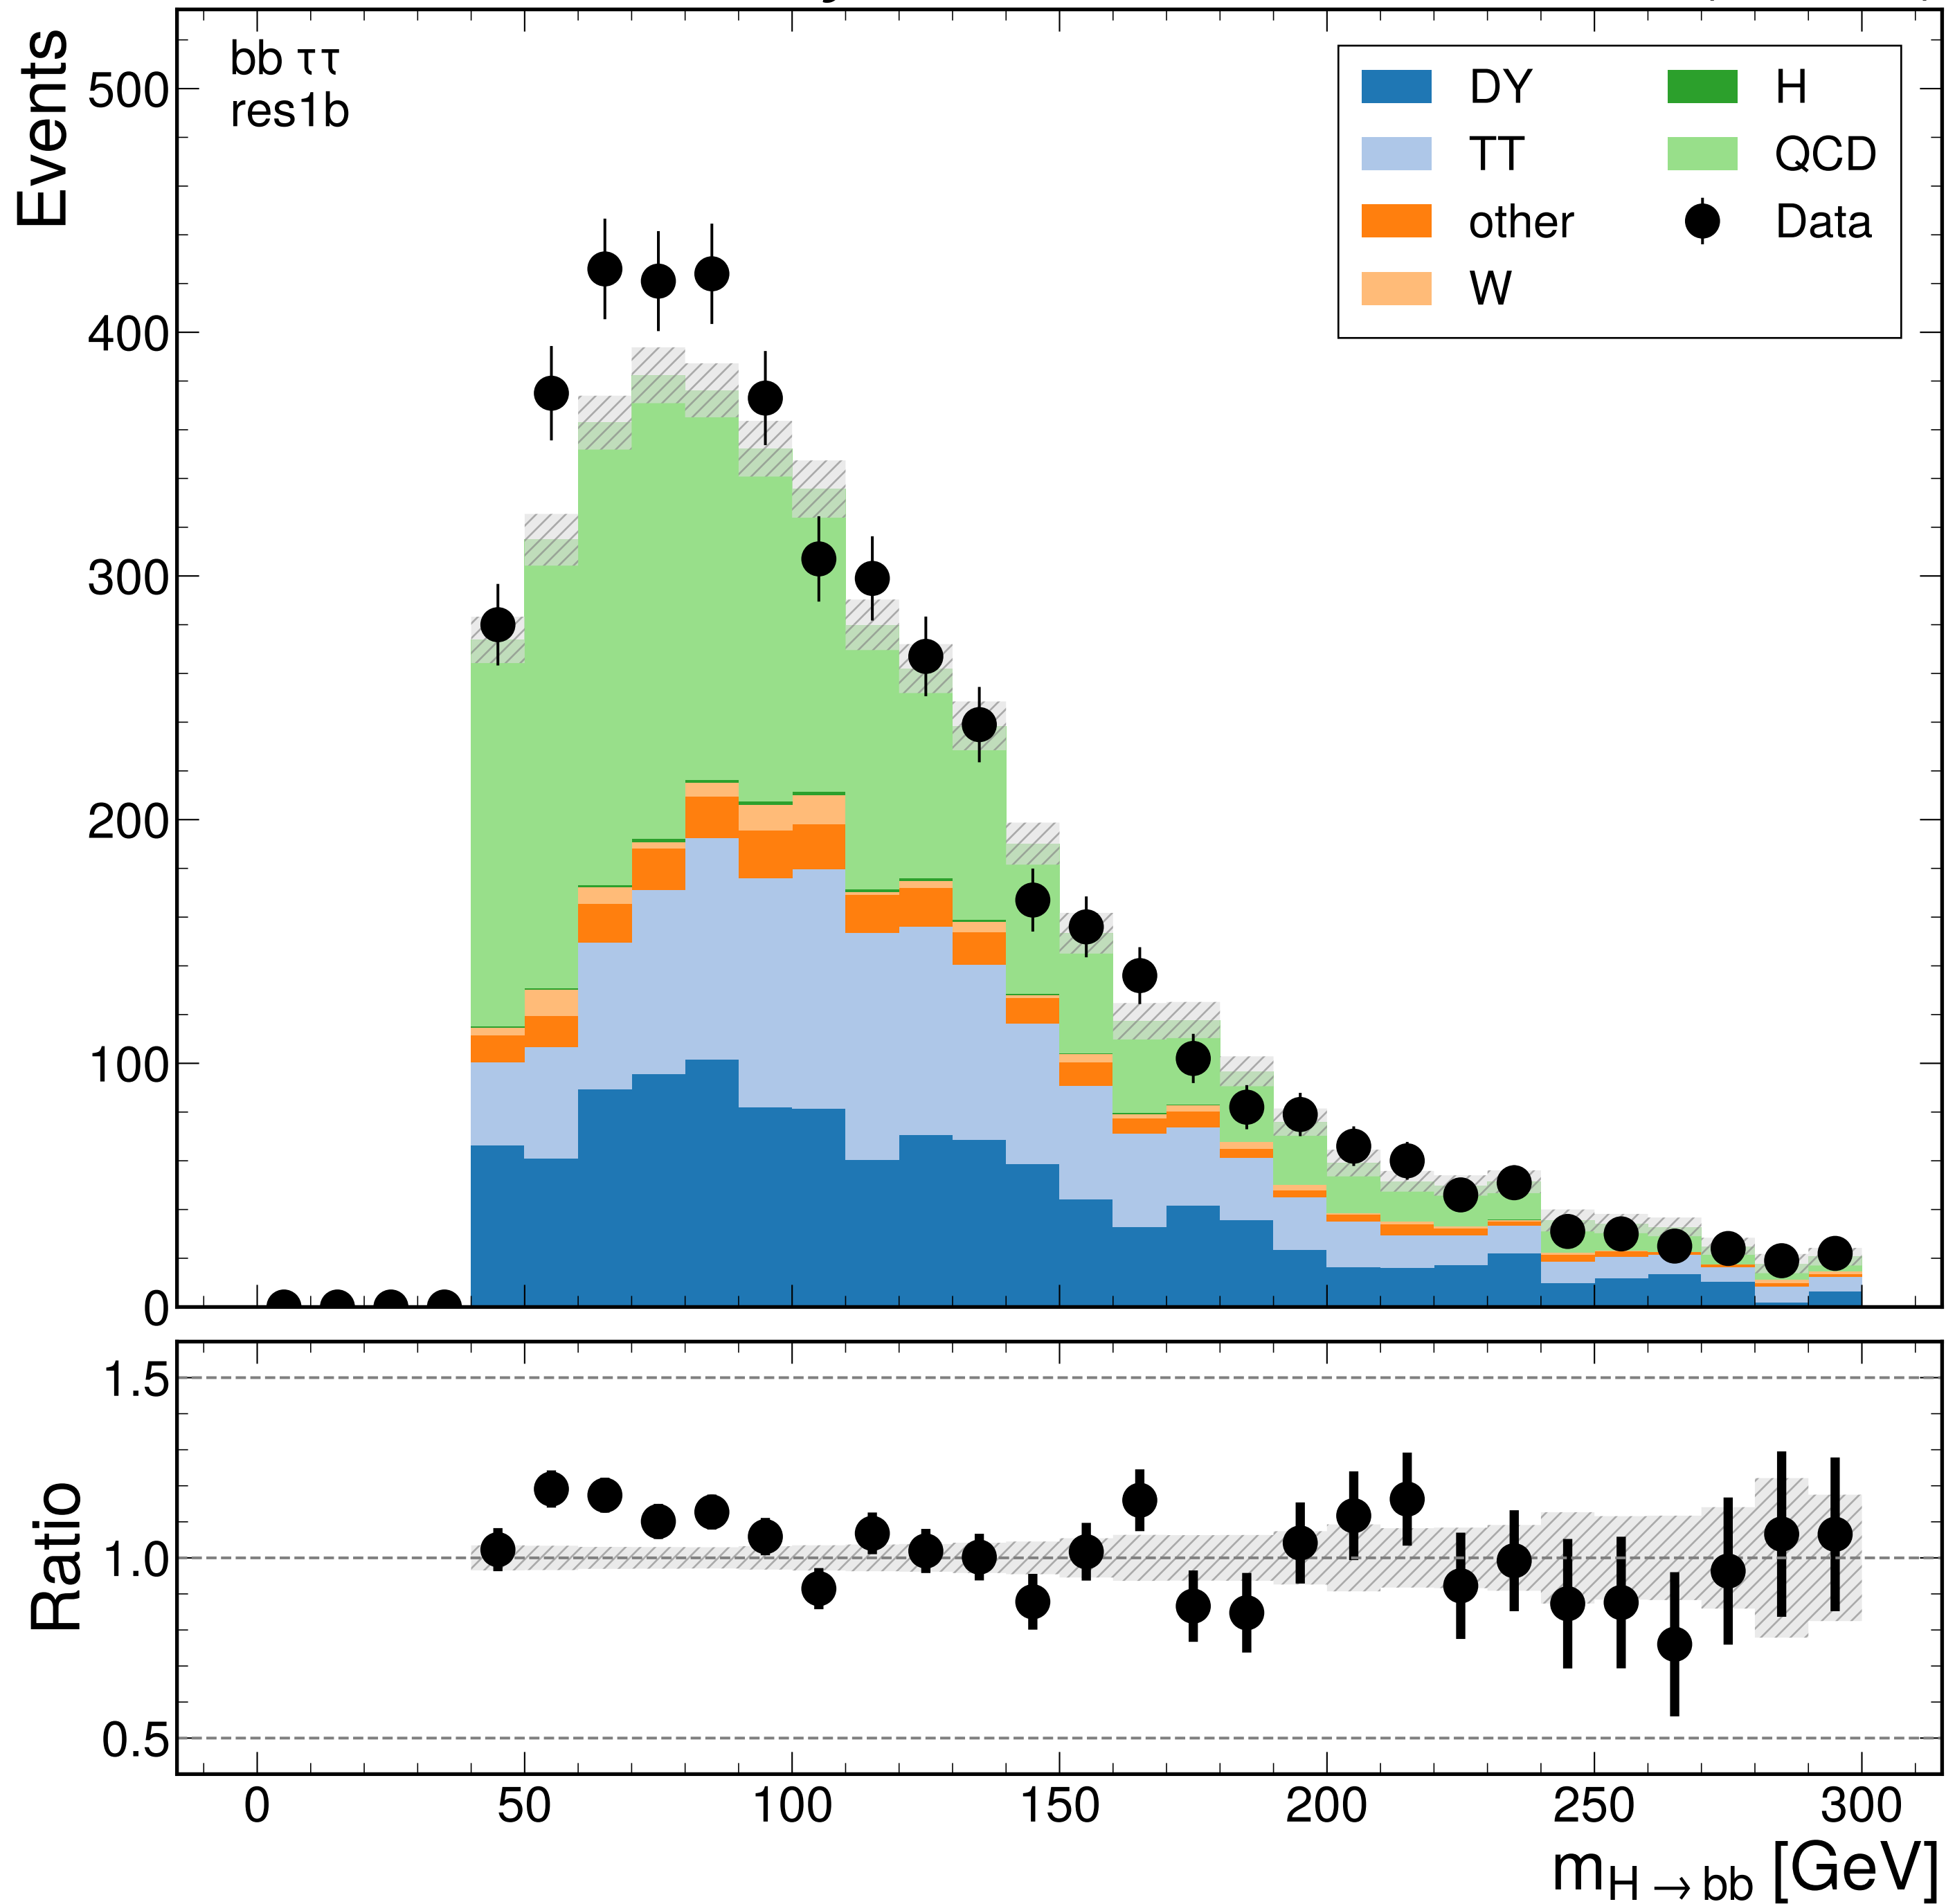 Events
500
400
300
200
100
0
bb ττ
res1b
DY
TT
other
W
H
QCD
Data
Ratio
1.5
1.0
0.5
0 50 100 150 200 250 300
m_H→bb [GeV]